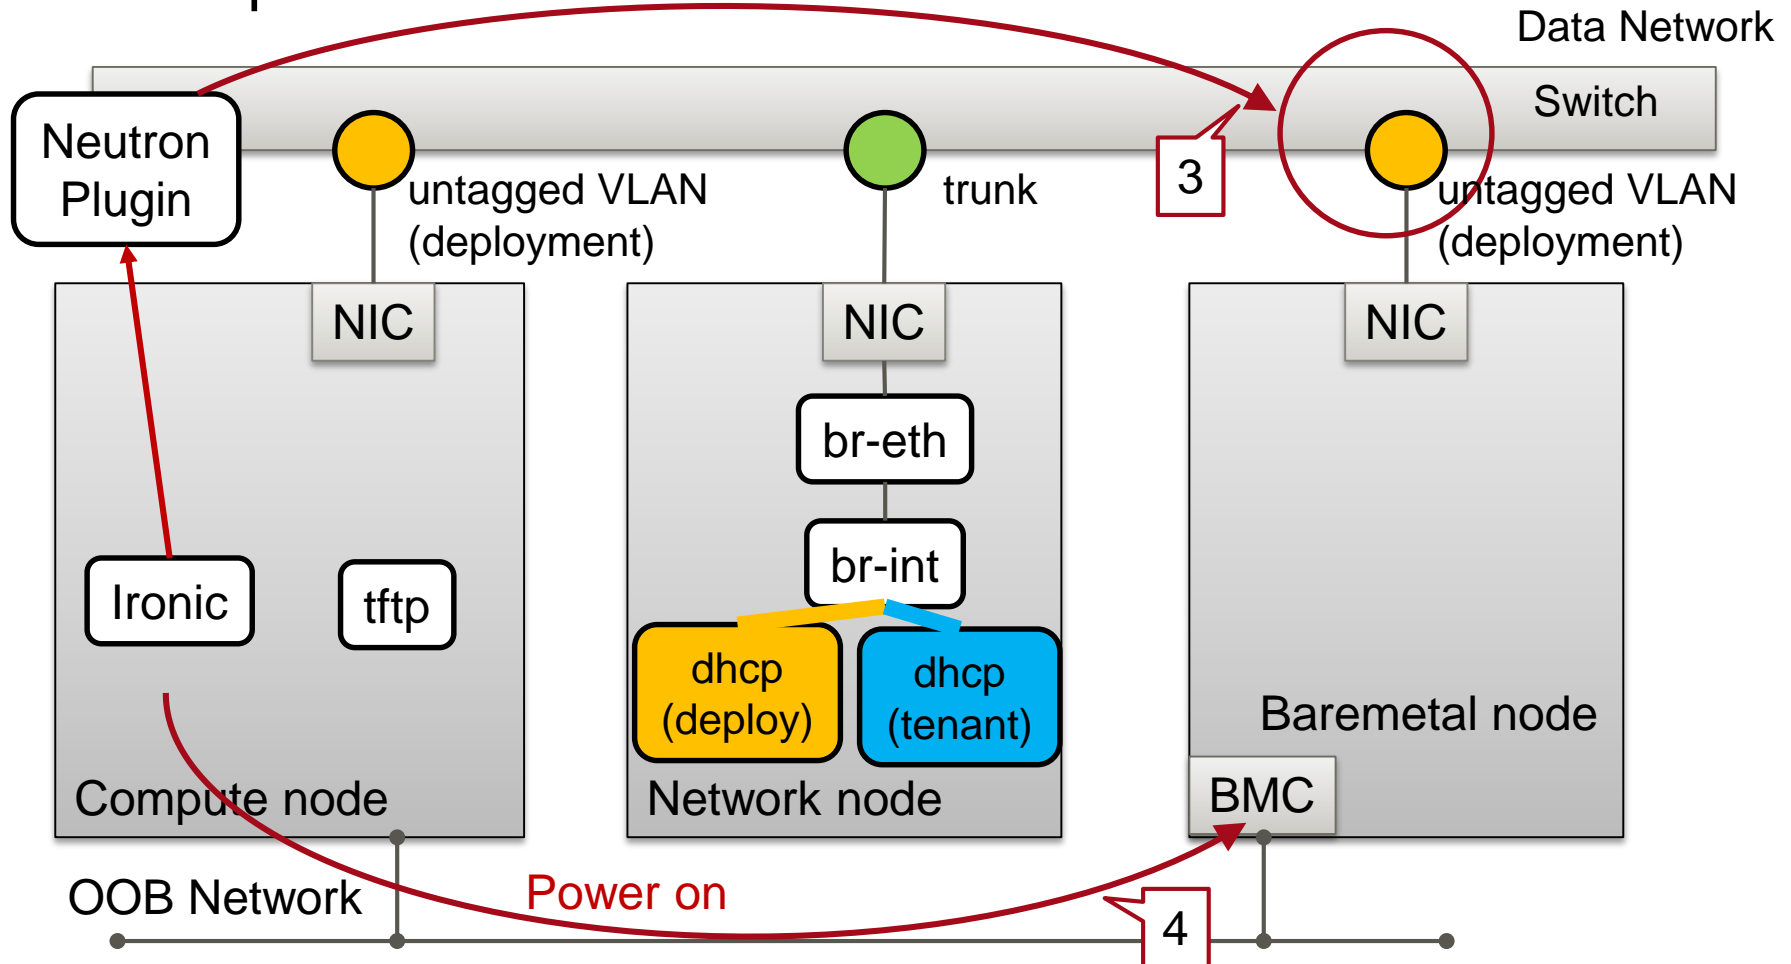 Data Network
Switch
Neutron
Plugin
untagged VLAN
(deployment)
trunk
3
untagged VLAN
(deployment)
NIC
NIC
NIC
br-eth
br-int
Ironic
tftp
dhcp
(deploy)
dhcp
(tenant)
Baremetal node
Compute node
Network node
BMC
OOB Network
Power on
4